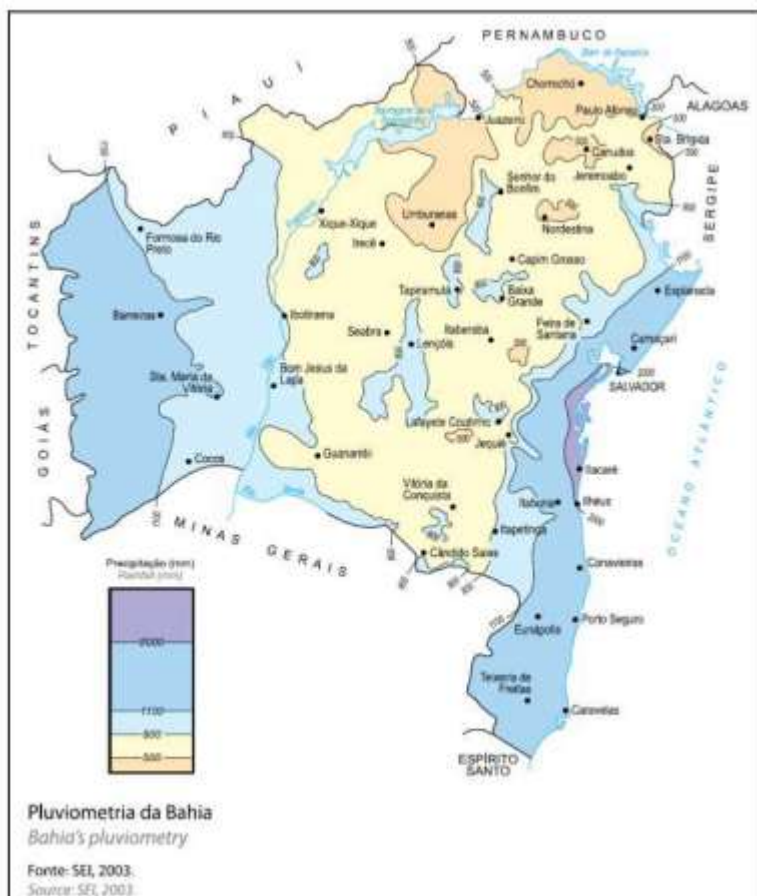 PERNAMBUCO
PIAUÍ
Chorrochó
Paulo Afonso
ALAGOAS
Juazeiro
Sta. Brígida
Canudos
Jeremoabo
SERGIPE
Senhor do
Bonfim
Xique-Xique
Umburanas
Nordestina
Formosa do Rio
Preto
Irecê
Capim Grosso
TOCANTINS
Tapiramutá
Baixa
Grande
Esplanada
Barreiras
Ibotirama
Seabra
Itaberaba
Feira de
Santana
Lençóis
Camaçari
SALVADOR
Bom Jesus da
Lapa
Sta. Maria da
Vitória
GOIÁS
Lafayete Coutinho
Jequié
OCEANO ATLÂNTICO
Cocos
Guanambi
Itacaré
Vitória da
Conquista
Itabuna
Ilhéus
MINAS GERAIS
Itapetinga
Cândido Sales
Canavieiras
Precipitação (mm)
Rainfall (mm)
2000
1100
800
500
Eunápolis
Porto Seguro
Teixeira de
Freitas
Caravelas
ESPÍRITO
SANTO
Pluviometria da Bahia
Bahia's pluviometry
Fonte: SEI, 2003.
Source: SEI, 2003.